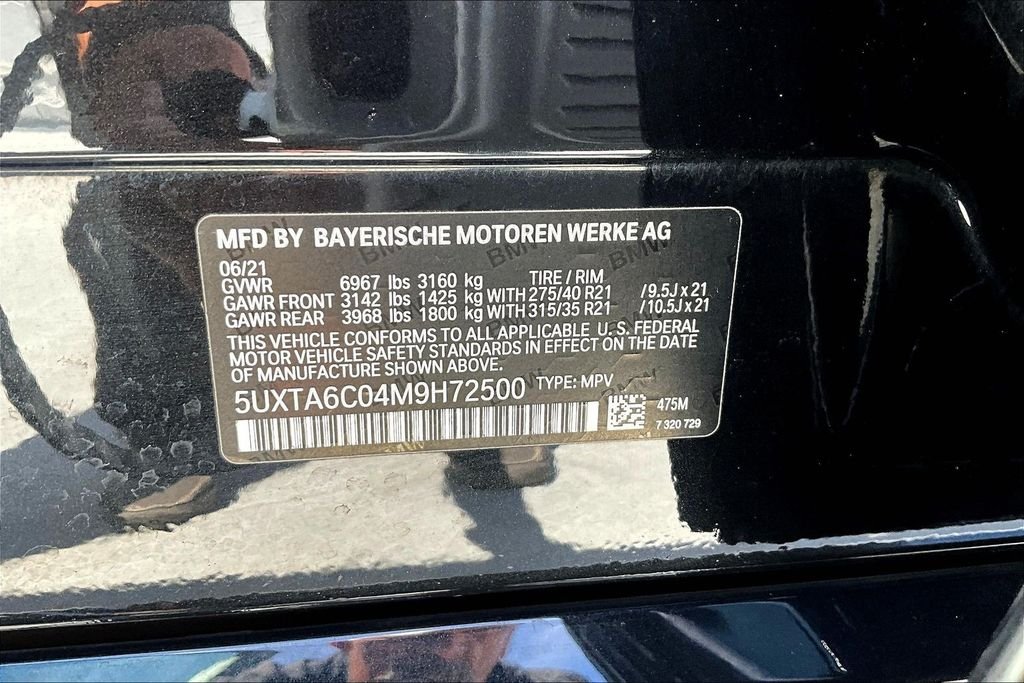 MFD BY BAYERISCHE MOTOREN WERKE AG
06/21
GVWR 6967 lbs 3160 kg TIRE / RIM
GAWR FRONT 3142 lbs 1425 kg WITH 275/40 R21 /9.5J x 21
GAWR REAR 3968 lbs 1800 kg WITH 315/35 R21 /10.5J x 21
THIS VEHICLE CONFORMS TO ALL APPLICABLE U.S. FEDERAL
MOTOR VEHICLE SAFETY STANDARDS IN EFFECT ON THE DATE
OF MANUFACTURE SHOWN ABOVE.
5UXTA6C04M9H72500 TYPE: MPV
475M
7 320 729